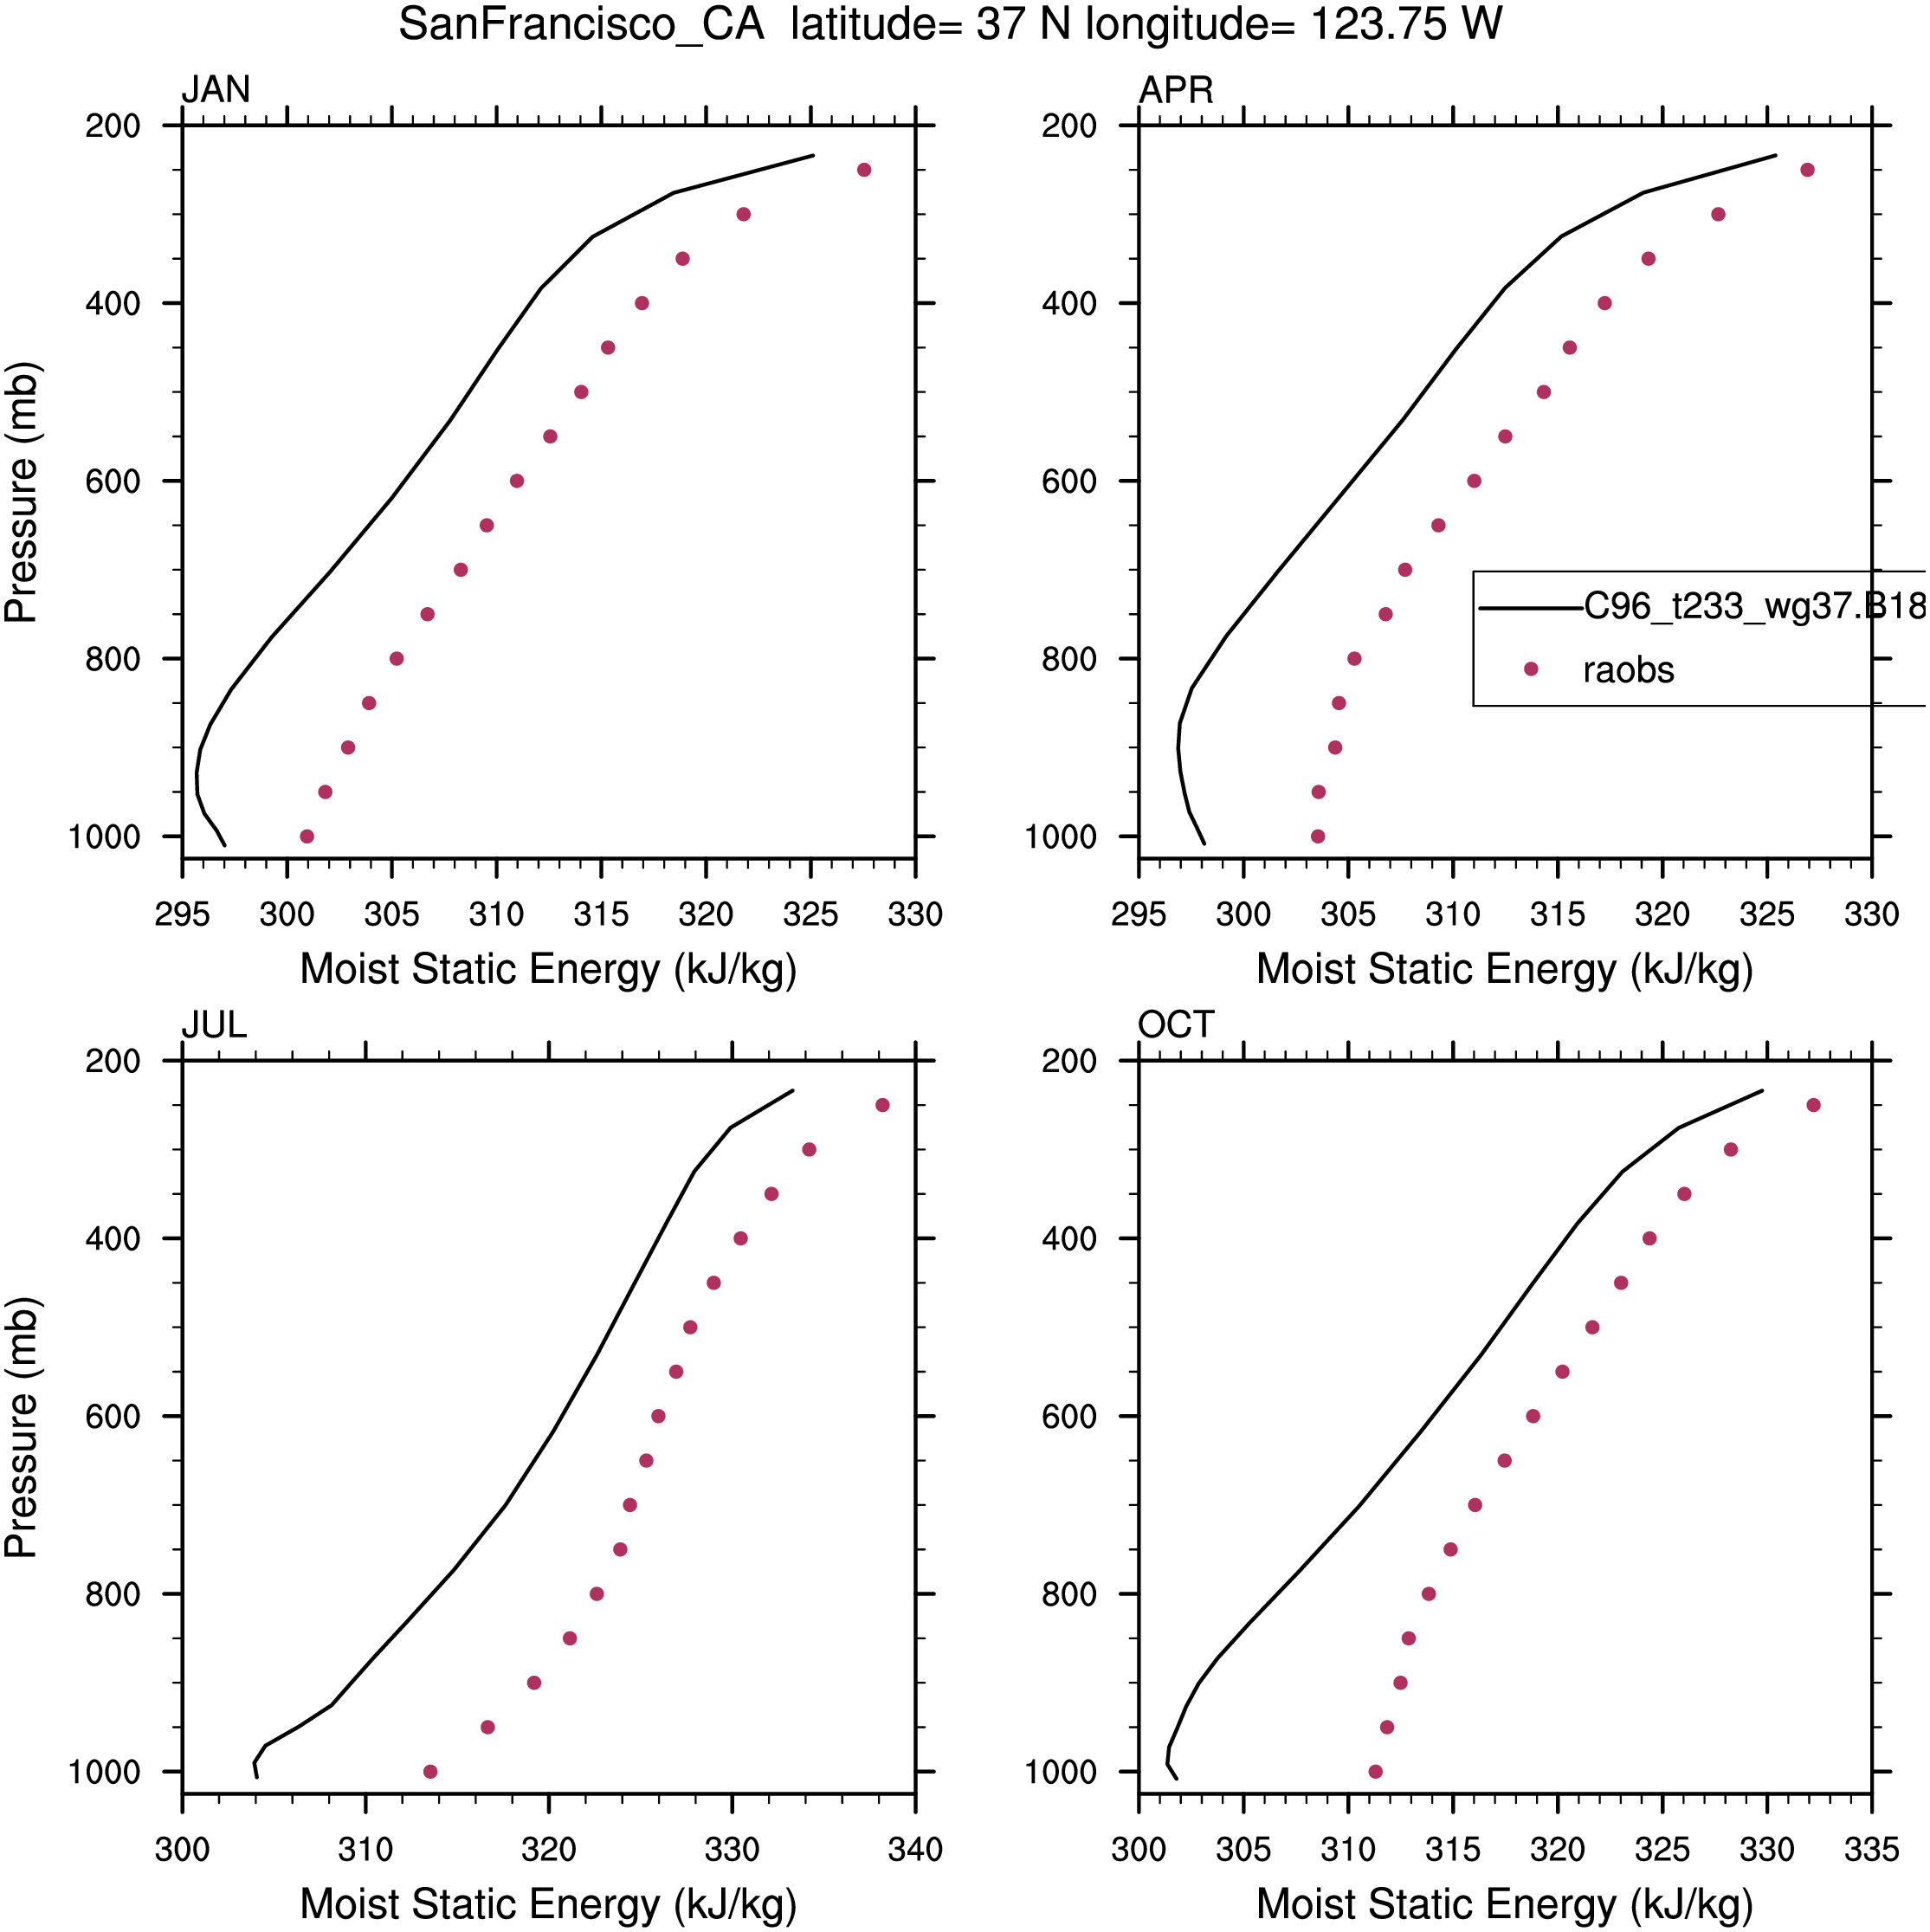 SanFrancisco_CA latitude= 37 N longitude= 123.75 W
JAN
200
400
600
800
1000
Pressure (mb)
295 300 305 310 315 320 325 330
Moist Static Energy (kJ/kg)
APR
200
400
600
800
1000
C96_t233_wg37.B18
raobs
295 300 305 310 315 320 325 330
Moist Static Energy (kJ/kg)
JUL
200
400
600
800
1000
Pressure (mb)
300 310 320 330 340
Moist Static Energy (kJ/kg)
OCT
200
400
600
800
1000
300 305 310 315 320 325 330 335
Moist Static Energy (kJ/kg)